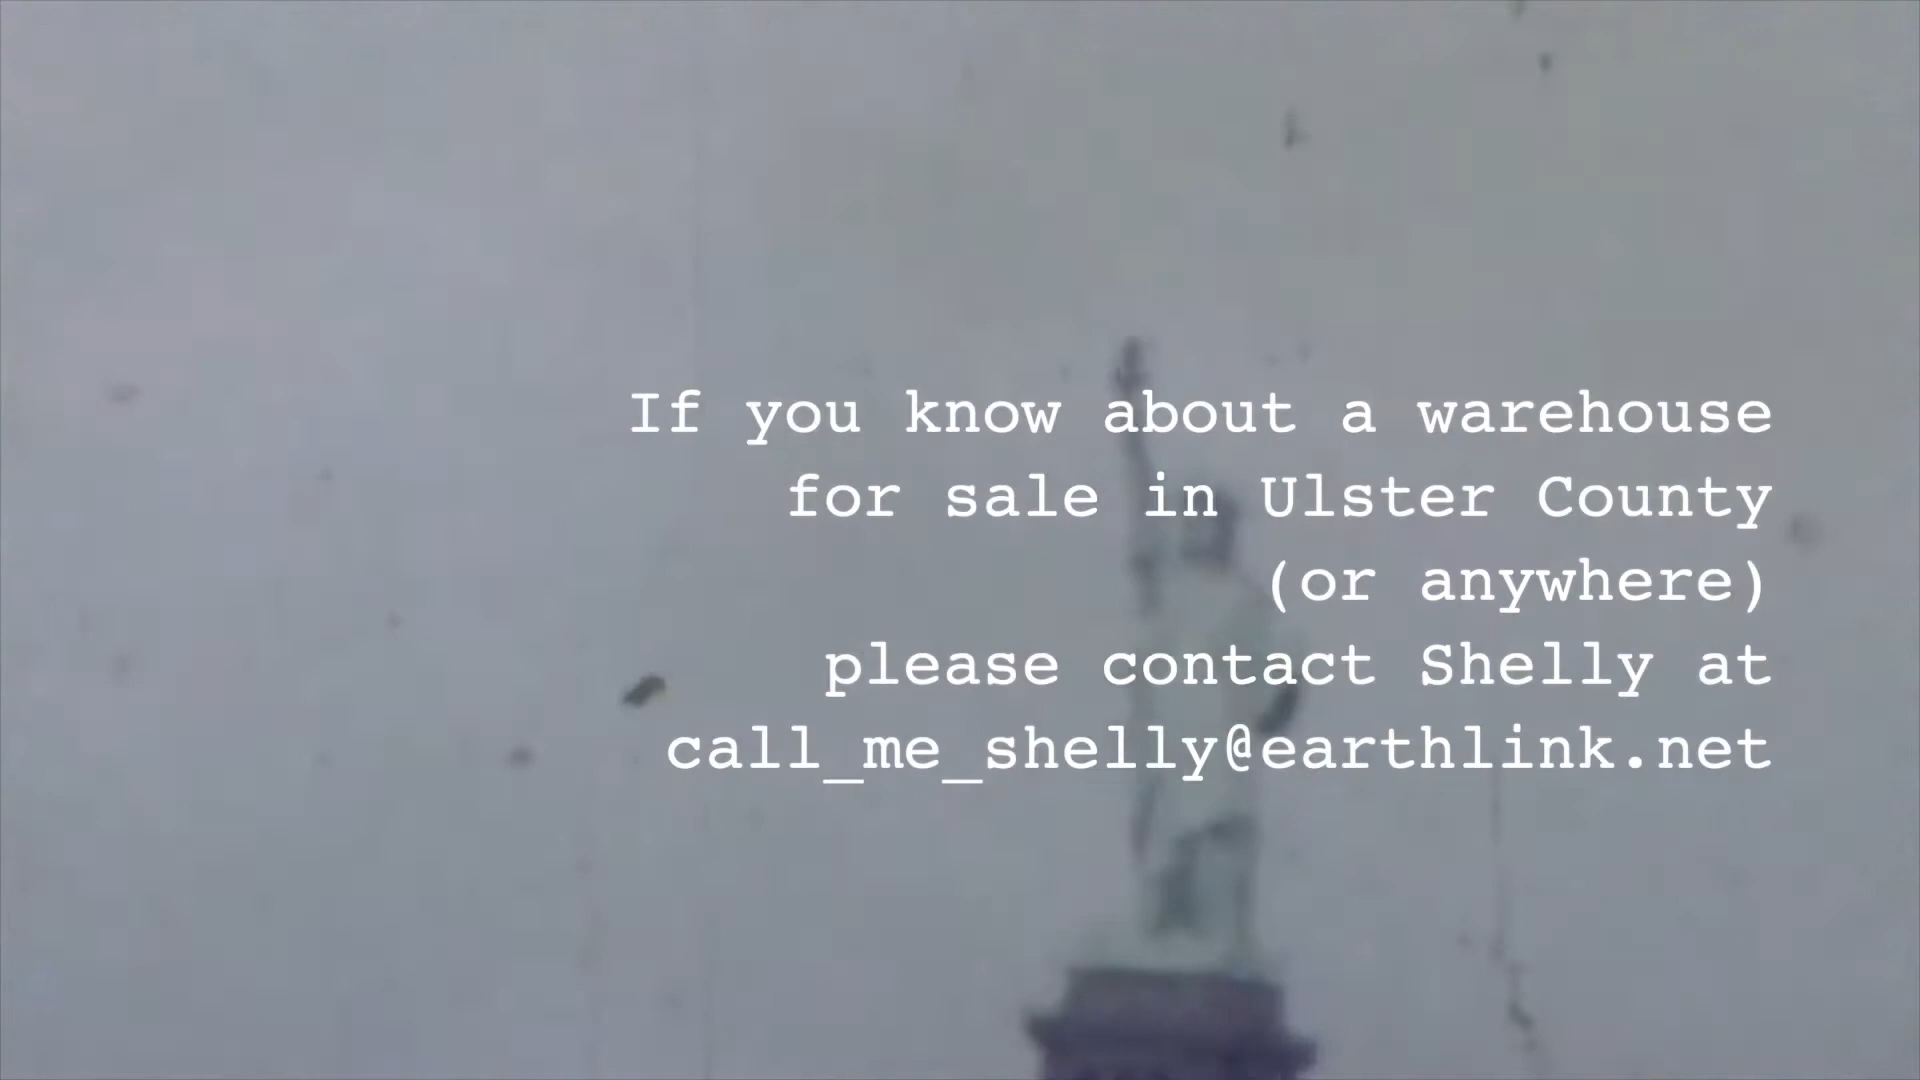 If you know about a warehouse
for sale in Ulster County
(or anywhere)
please contact Shelly at
call_me_shelly@earthlink.net